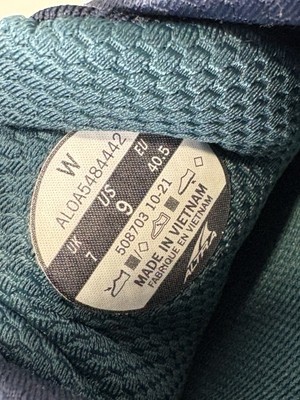 W
AL0A5484442
UK US EU
7 9 40.5
508703 10-21
MADE IN VIETNAM
FABRIQUÉ EN VIETNAM